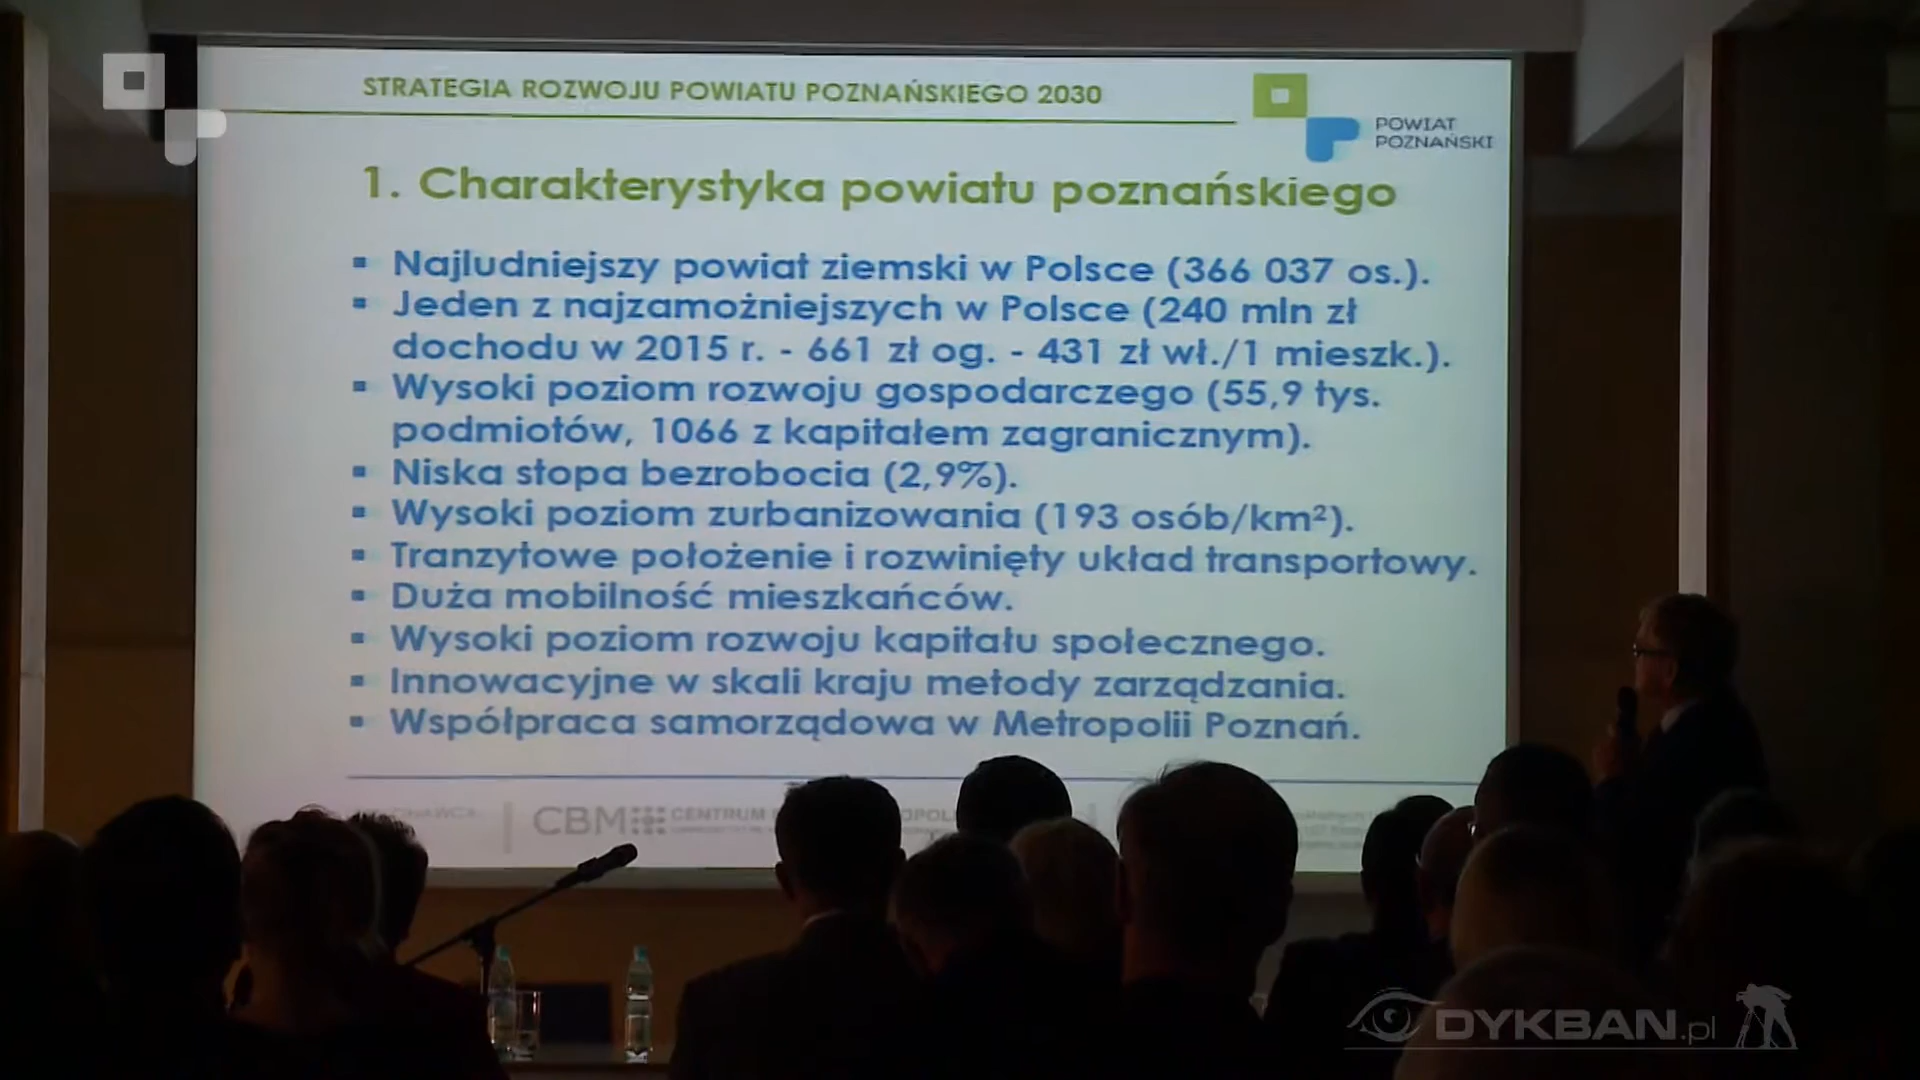 STRATEGIA ROZWOJU POWIATU POZNAŃSKIEGO 2030
POWIAT
POZNAŃSKI
1. Charakterystyka powiatu poznańskiego
▪ Najludniejszy powiat ziemski w Polsce (366 037 os.).
▪ Jeden z najzamożniejszych w Polsce (240 mln zł
dochodu w 2015 r. - 661 zł og. - 431 zł wł./1 mieszk.).
▪ Wysoki poziom rozwoju gospodarczego (55,9 tys.
podmiotów, 1066 z kapitałem zagranicznym).
▪ Niska stopa bezrobocia (2,9%).
▪ Wysoki poziom zurbanizowania (193 osób/km²).
▪ Tranzytowe położenie i rozwinięty układ transportowy.
▪ Duża mobilność mieszkańców.
▪ Wysoki poziom rozwoju kapitału społecznego.
▪ Innowacyjne w skali kraju metody zarządzania.
▪ Współpraca samorządowa w Metropolii Poznań.
CBM CENTRUM
DYKBAN.pl